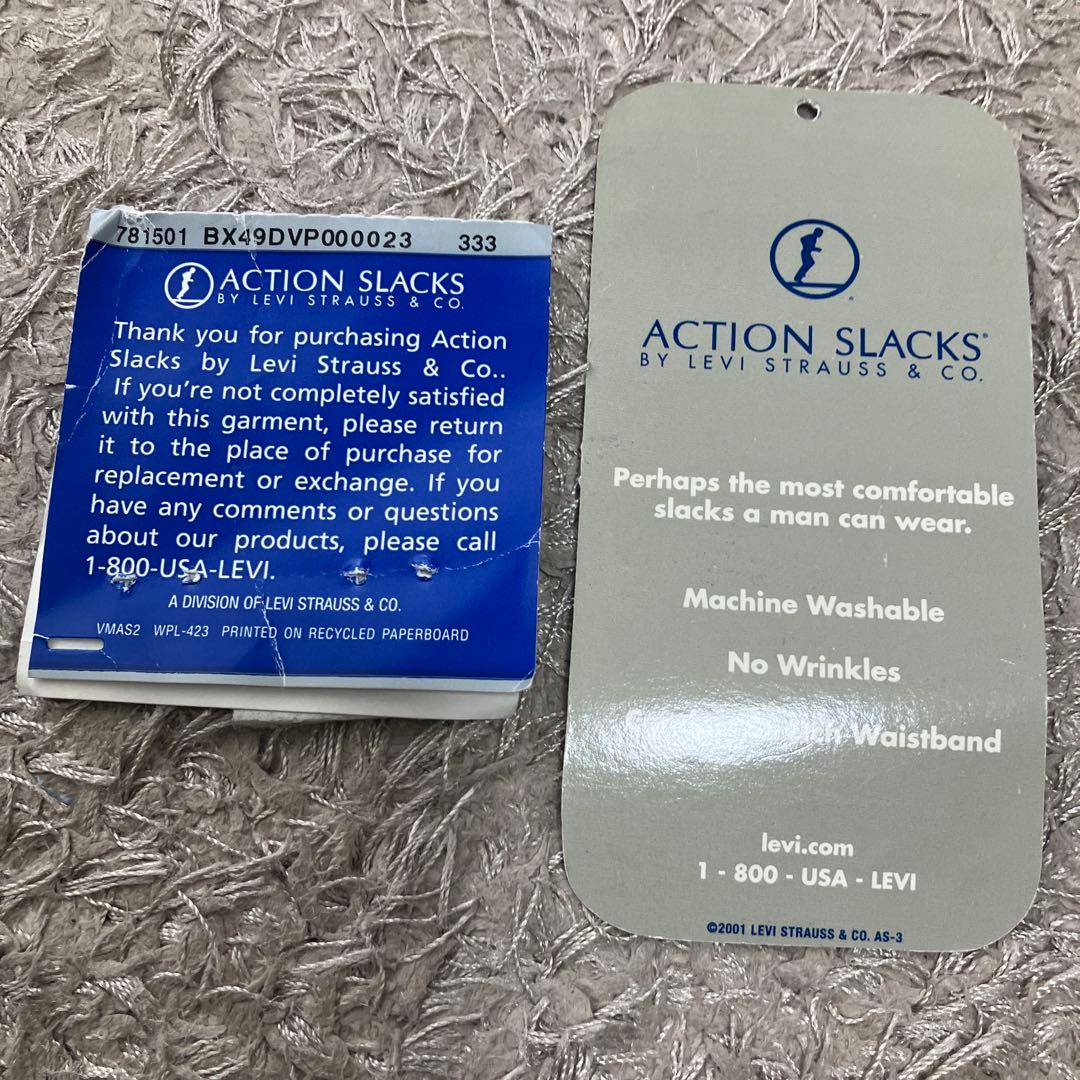 781501 BX49DVP000023 333
ACTION SLACKS
BY LEVI STRAUSS & CO.
Thank you for purchasing Action
Slacks by Levi Strauss & Co..
If you're not completely satisfied
with this garment, please return
it to the place of purchase for
replacement or exchange. If you
have any comments or questions
about our products, please call
1-800-USA-LEVI.
A DIVISION OF LEVI STRAUSS & CO.
VMAS2 WPL-423 PRINTED ON RECYCLED PAPERBOARD
ACTION SLACKS®
BY LEVI STRAUSS & CO.
Perhaps the most comfortable
slacks a man can wear.
Machine Washable
No Wrinkles
Waistband
levi.com
1 - 800 - USA - LEVI
©2001 LEVI STRAUSS & CO. AS-3